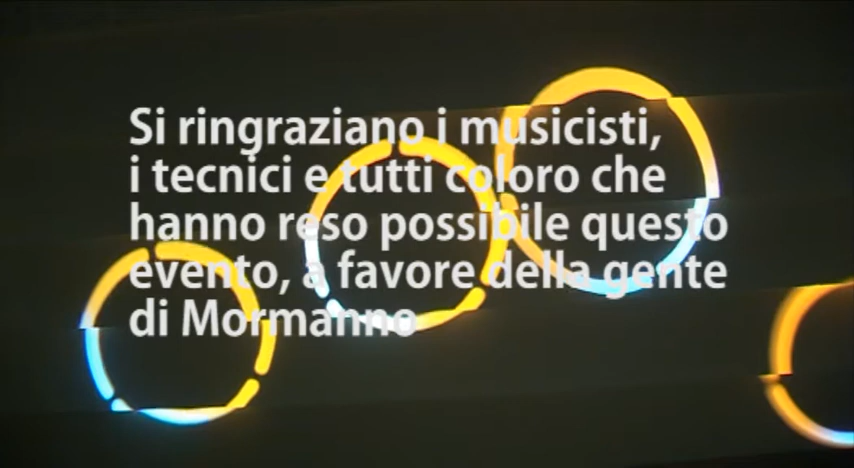 Si ringraziano i musicisti,
i tecnici e tutti coloro che
hanno reso possibile questo
evento, a favore della gente
di Mormanno